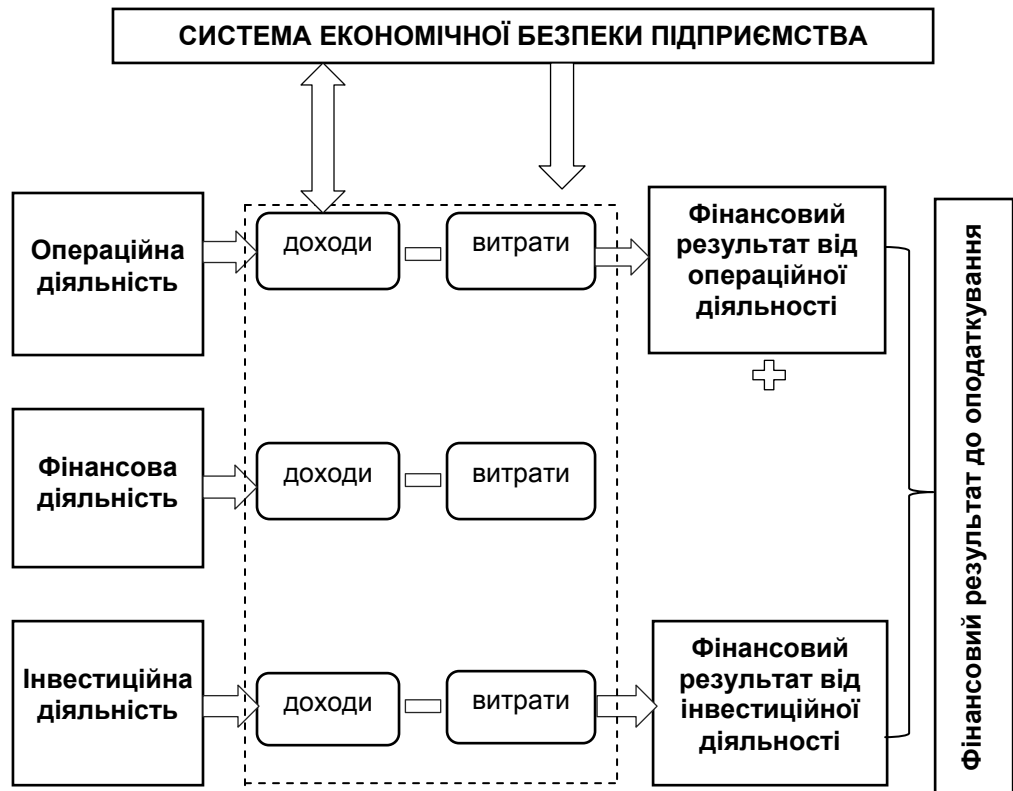 СИСТЕМА ЕКОНОМІЧНОЇ БЕЗПЕКИ ПІДПРИЄМСТВА
Операційна
діяльність
доходи
витрати
Фінансовий
результат від
операційної
діяльності
Фінансова
діяльність
доходи
витрати
Інвестиційна
діяльність
доходи
витрати
Фінансовий
результат від
інвестиційної
діяльності
Фінансовий результат до оподаткування